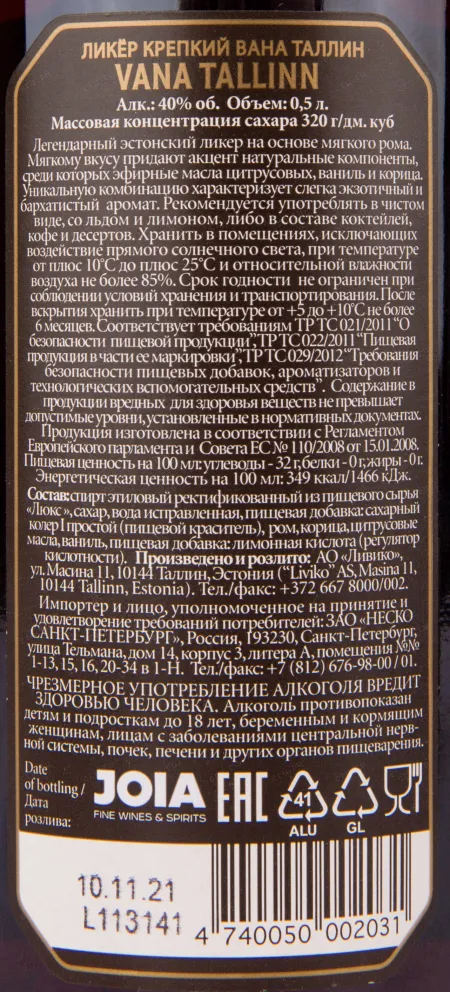 ЛИКЁР КРЕПКИЙ ВАНА ТАЛЛИН
VANA TALLINN
Алк.: 40% об. Объем: 0,5 л.
Массовая концентрация сахара 320 г/дм. куб
Легендарный эстонский ликер на основе мягкого рома.
Мягкому вкусу придают акцент натуральные компоненты,
среди которых эфирные масла цитрусовых, ваниль и корица.
Уникальную комбинацию характеризует слегка экзотичный и
бархатистый аромат. Рекомендуется употреблять в чистом
виде, со льдом и лимоном, либо в составе коктейлей,
кофе и десертов. Хранить в помещениях, исключающих
воздействие прямого солнечного света, при температуре
от плюс 10°С до плюс 25°С и относительной влажности
воздуха не более 85%. Срок годности не ограничен при
соблюдении условий хранения и транспортирования. После
вскрытия хранить при температуре от +5 до +10°С не более
6 месяцев. Соответствует требованиям ТР ТС 021/2011 "О
безопасности пищевой продукции", ТР ТС 022/2011 "Пищевая
продукция в части ее маркировки", ТР ТС 029/2012 "Требования
безопасности пищевых добавок, ароматизаторов и
технологических вспомогательных средств". Содержание в
продукции вредных для здоровья веществ не превышает
допустимые уровни, установленные в нормативных документах.
Продукция изготовлена в соответствии с Регламентом
Европейского парламента и Совета ЕС № 110/2008 от 15.01.2008.
Пищевая ценность на 100 мл: углеводы - 32 г, белки - 0 г, жиры - 0 г.
Энергетическая ценность на 100 мл: 349 ккал/1466 кДж.
Состав: спирт этиловый ректификованный из пищевого сырья
«Люкс», сахар, вода исправленная, пищевая добавка: сахарный
колер I простой (пищевой краситель), ром, корица, цитрусовые
масла, ваниль, пищевая добавка: лимонная кислота (регулятор
кислотности). Произведено и розлито: АО «Ливико»,
ул. Масина 11, 10144 Таллин, Эстония ("Liviko" AS, Masina 11,
10144 Tallinn, Estonia). Тел./факс: +372 667 8000/002.
Импортер и лицо, уполномоченное на принятие и
удовлетворение требований потребителей: ЗАО «НЕСКО
САНКТ-ПЕТЕРБУРГ», Россия, 193230, Санкт-Петербург,
улица Тельмана, дом 14, корпус 3, литера А, помещения №№
1-13, 15, 16, 20-34 в 1-Н. Тел./факс: +7 (812) 676-98-00 / 01.
ЧРЕЗМЕРНОЕ УПОТРЕБЛЕНИЕ АЛКОГОЛЯ ВРЕДИТ
ЗДОРОВЬЮ ЧЕЛОВЕКА. Алкоголь противопоказан
детям и подросткам до 18 лет, беременным и кормящим
женщинам, лицам с заболеваниями центральной нерв-
ной системы, почек, печени и других органов пищеварения.
Date
of bottling /
Дата
розлива:
JOIA
FINE WINES & SPIRITS
EAC
41
ALU
GL
10.11.21
L113141
4 740050 002031